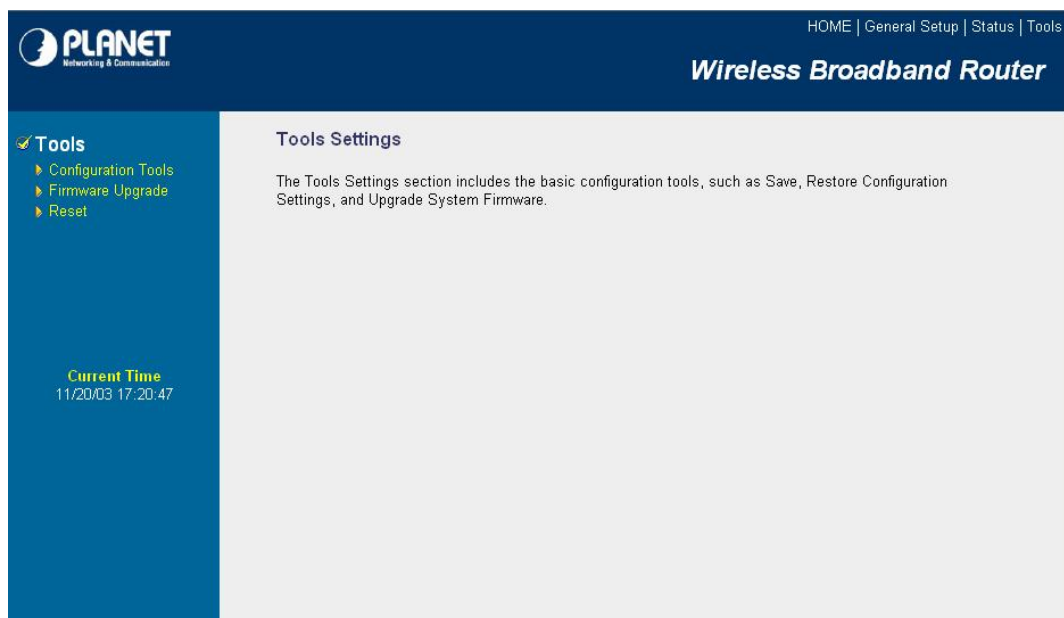 PLANET
Networking & Communication
HOME | General Setup | Status | Tools
Wireless Broadband Router
Tools
Configuration Tools
Firmware Upgrade
Reset
Current Time
11/20/03 17:20:47
Tools Settings
The Tools Settings section includes the basic configuration tools, such as Save, Restore Configuration
Settings, and Upgrade System Firmware.